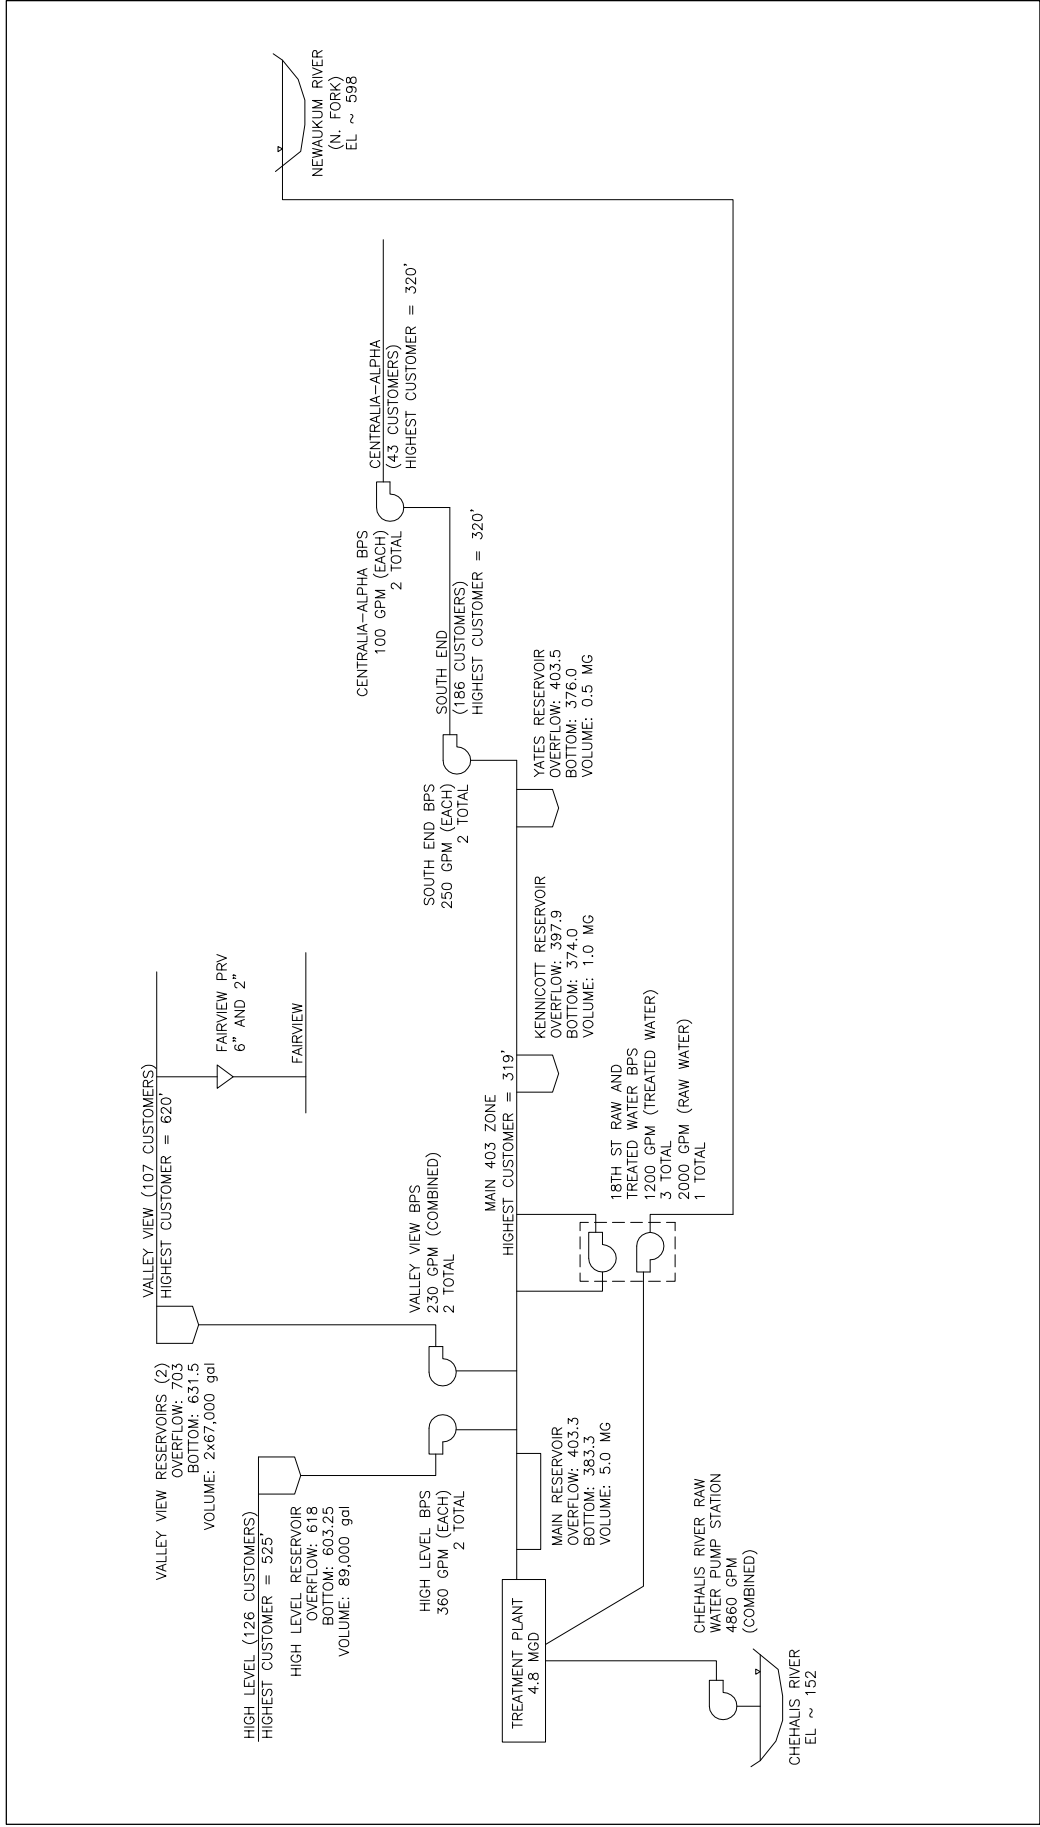 VALLEY VIEW RESERVOIRS (2)
OVERFLOW: 703
BOTTOM: 631.5
VOLUME: 2x67,000 gal
VALLEY VIEW (107 CUSTOMERS)
HIGHEST CUSTOMER = 620'
FAIRVIEW PRV
6" AND 2"
FAIRVIEW
NEWAUKUM RIVER
(N. FORK)
EL ~ 598
HIGH LEVEL (126 CUSTOMERS)
HIGHEST CUSTOMER = 525'
HIGH LEVEL RESERVOIR
OVERFLOW: 618
BOTTOM: 603.25
VOLUME: 89,000 gal
CENTRALIA-ALPHA BPS
100 GPM (EACH)
2 TOTAL
CENTRALIA-ALPHA
(43 CUSTOMERS)
HIGHEST CUSTOMER = 320'
HIGH LEVEL BPS
360 GPM (EACH)
2 TOTAL
VALLEY VIEW BPS
230 GPM (COMBINED)
2 TOTAL
SOUTH END BPS
250 GPM (EACH)
2 TOTAL
SOUTH END
(186 CUSTOMERS)
HIGHEST CUSTOMER = 320'
TREATMENT PLANT
4.8 MGD
MAIN 403 ZONE
HIGHEST CUSTOMER = 319'
MAIN RESERVOIR
OVERFLOW: 403.3
BOTTOM: 383.3
VOLUME: 5.0 MG
KENNICOTT RESERVOIR
OVERFLOW: 397.9
BOTTOM: 374.0
VOLUME: 1.0 MG
YATES RESERVOIR
OVERFLOW: 403.5
BOTTOM: 376.0
VOLUME: 0.5 MG
18TH ST RAW AND
TREATED WATER BPS
1200 GPM (TREATED WATER)
3 TOTAL
2000 GPM (RAW WATER)
1 TOTAL
CHEHALIS RIVER RAW
WATER PUMP STATION
4860 GPM
(COMBINED)
CHEHALIS RIVER
EL ~ 152